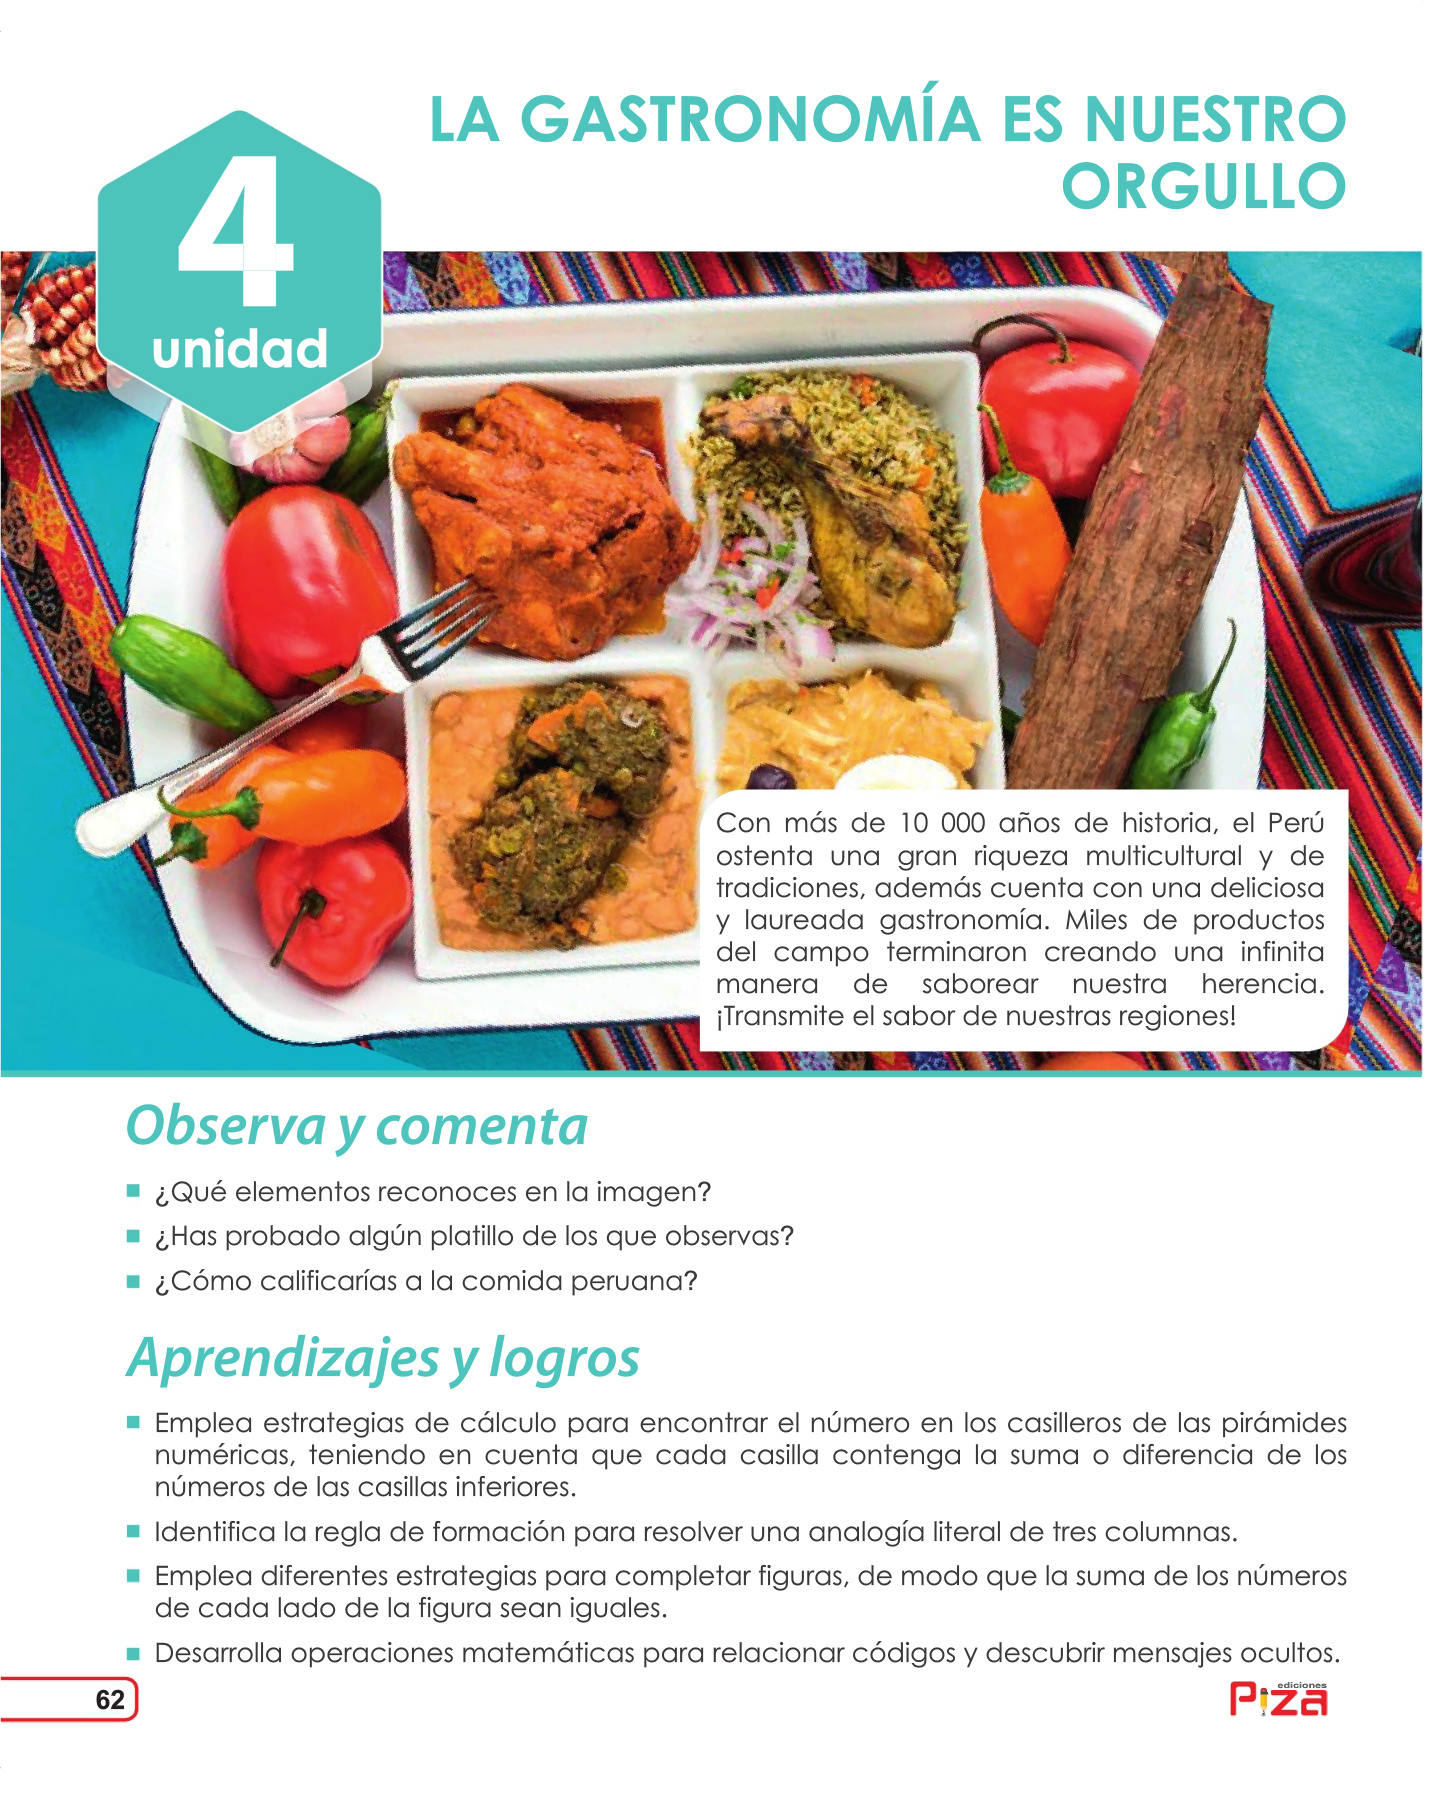 LA GASTRONOMÍA ES NUESTRO
ORGULLO
4
unidad
Con más de 10 000 años de historia, el Perú
ostenta una gran riqueza multicultural y de
tradiciones, además cuenta con una deliciosa
y laureada gastronomía. Miles de productos
del campo terminaron creando una infinita
manera de saborear nuestra herencia.
¡Transmite el sabor de nuestras regiones!
Observa y comenta
¿Qué elementos reconoces en la imagen?
¿Has probado algún platillo de los que observas?
¿Cómo calificarías a la comida peruana?
Aprendizajes y logros
Emplea estrategias de cálculo para encontrar el número en los casilleros de las pirámides
numéricas, teniendo en cuenta que cada casilla contenga la suma o diferencia de los
números de las casillas inferiores.
Identifica la regla de formación para resolver una analogía literal de tres columnas.
Emplea diferentes estrategias para completar figuras, de modo que la suma de los números
de cada lado de la figura sean iguales.
Desarrolla operaciones matemáticas para relacionar códigos y descubrir mensajes ocultos.
62
ediciones
Piza